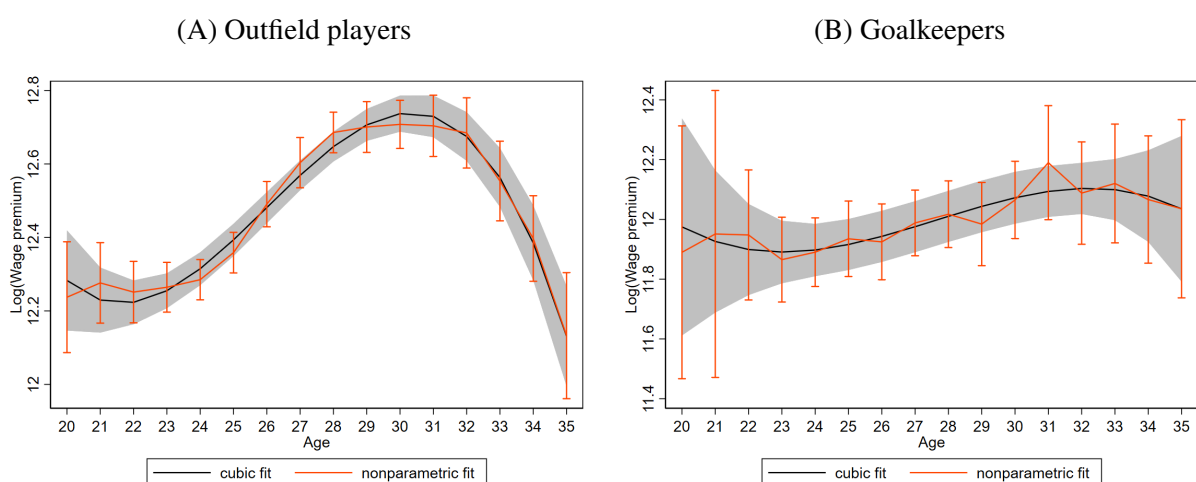 (A) Outfield players
Log(Wage premium)
12.8
12.6
12.4
12.2
12
20 21 22 23 24 25 26 27 28 29 30 31 32 33 34 35
Age
cubic fit nonparametric fit
(B) Goalkeepers
Log(Wage premium)
12.4
12.2
12
11.8
11.6
11.4
20 21 22 23 24 25 26 27 28 29 30 31 32 33 34 35
Age
cubic fit nonparametric fit